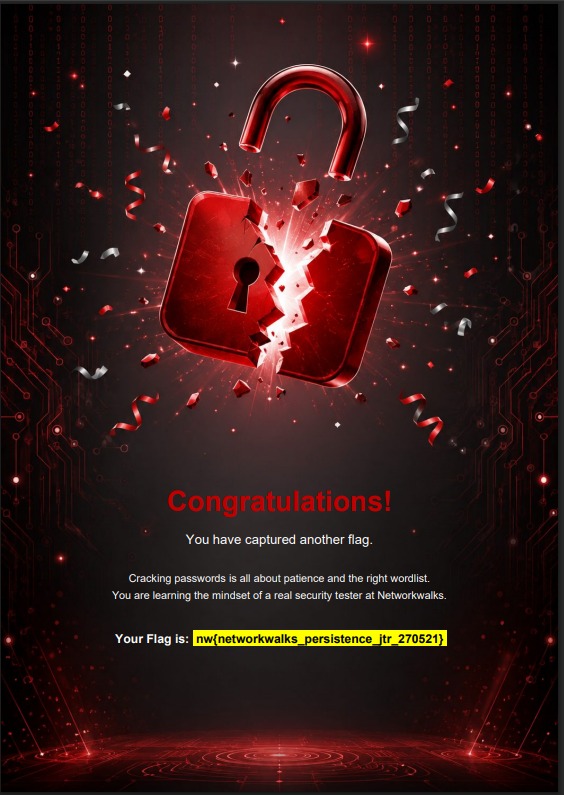 Congratulations!
You have captured another flag.
Cracking passwords is all about patience and the right wordlist.
You are learning the mindset of a real security tester at Networkwalks.
Your Flag is: nw{networkwalks_persistence_jtr_270521}